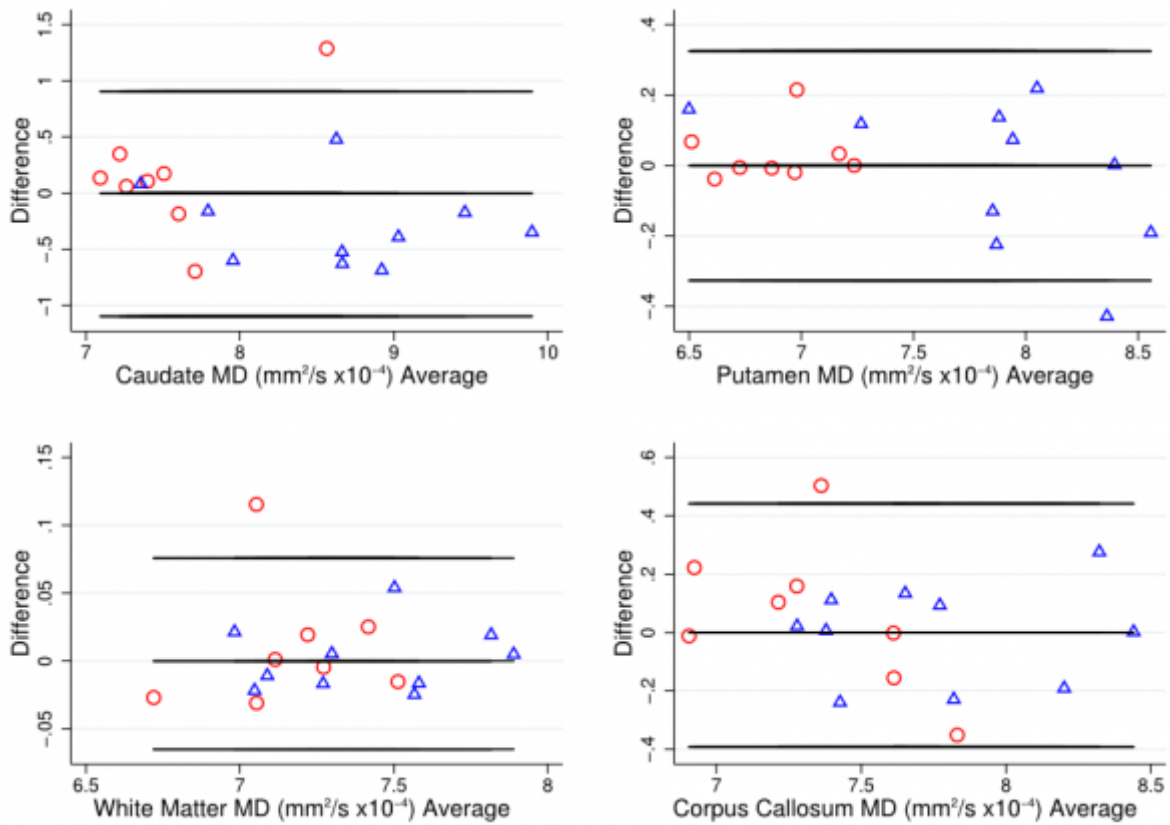 1.5
1
.5
0
-.5
-1
Difference
7 8 9 10
Caudate MD (mm²/s x10⁻⁴) Average
.4
.2
0
-.2
-.4
Difference
6.5 7 7.5 8 8.5
Putamen MD (mm²/s x10⁻⁴) Average
.15
.1
.05
0
-.05
Difference
6.5 7 7.5 8
White Matter MD (mm²/s x10⁻⁴) Average
.6
.4
.2
0
-.2
-.4
Difference
7 7.5 8 8.5
Corpus Callosum MD (mm²/s x10⁻⁴) Average